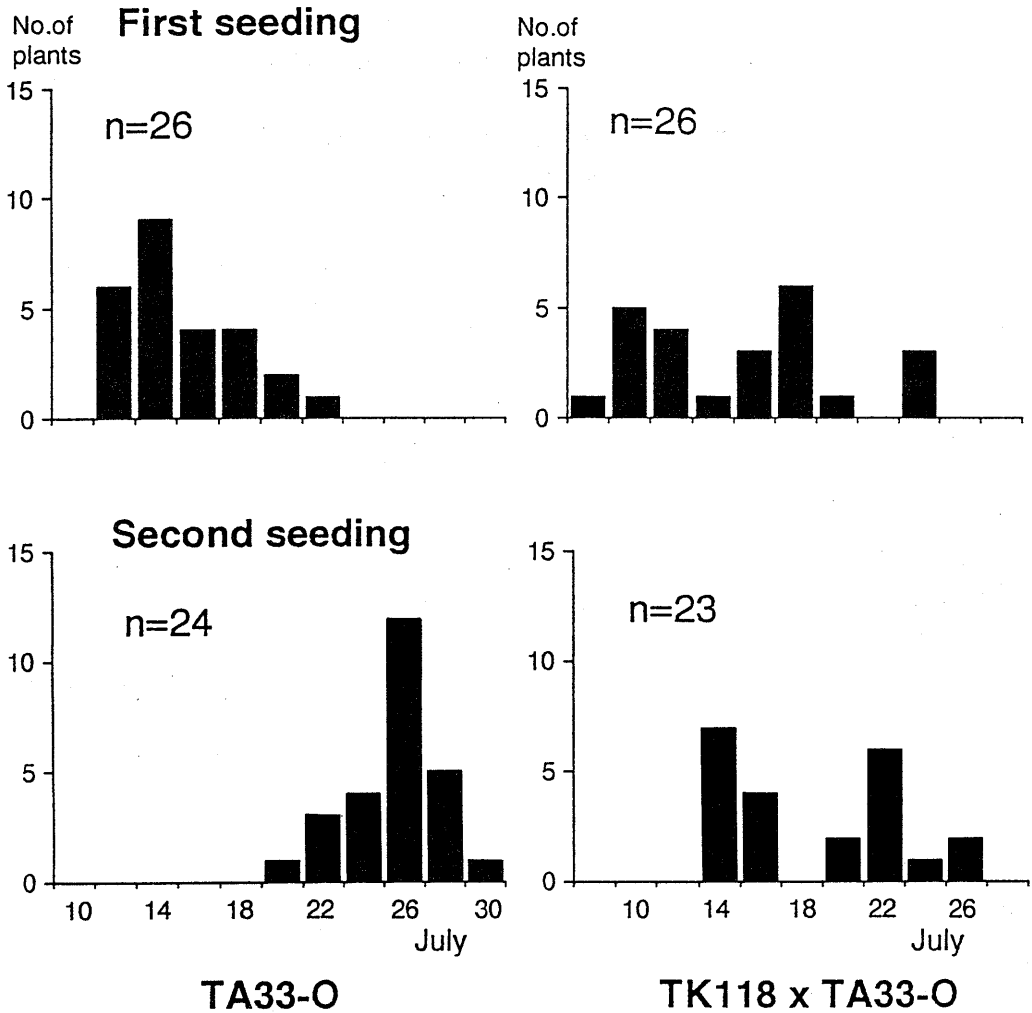 First seeding
No.of
plants
15
10
5
0
n=26
No.of
plants
15
10
5
0
n=26
Second seeding
15
10
5
0
n=24
10 14 18 22 26 30
July
TA33-O
15
10
5
0
n=23
10 14 18 22 26
July
TK118 x TA33-O